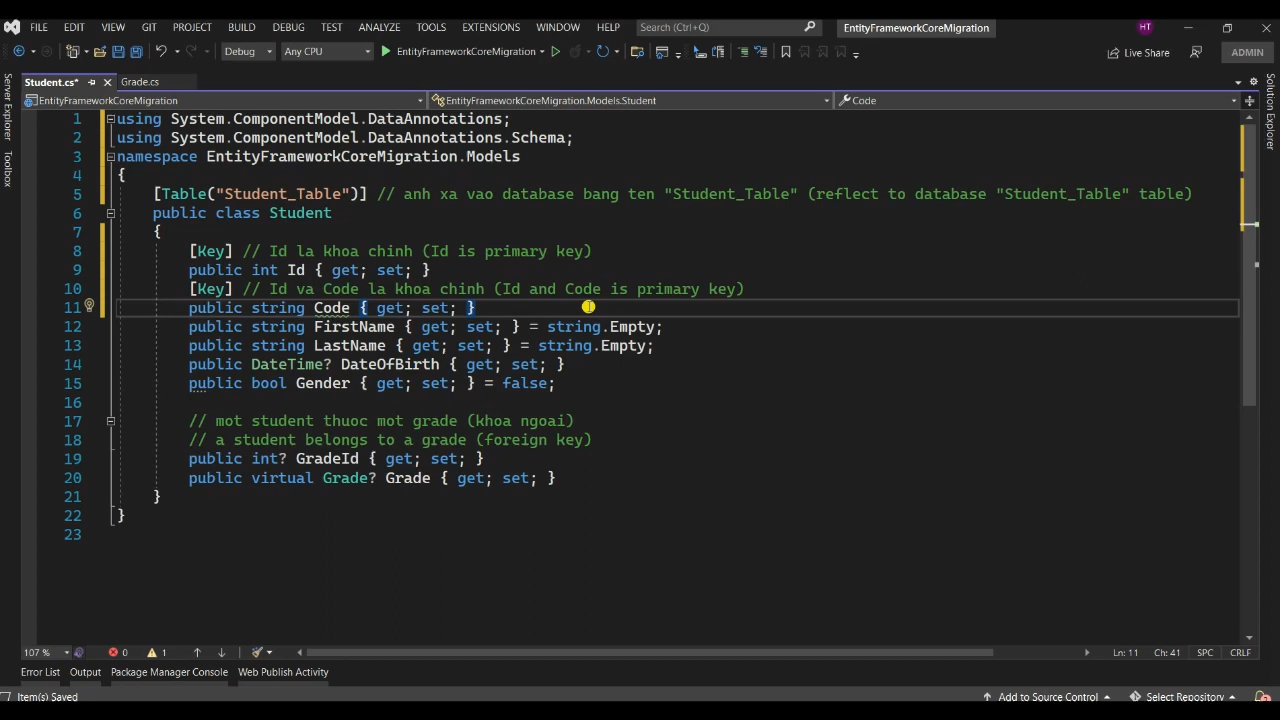 FILE EDIT VIEW GIT PROJECT BUILD DEBUG TEST ANALYZE TOOLS EXTENSIONS WINDOW HELP Search (Ctrl+Q) EntityFrameworkCoreMigration HT
Debug Any CPU EntityFrameworkCoreMigration Live Share ADMIN
Student.cs* Grade.cs
EntityFrameworkCoreMigration EntityFrameworkCoreMigration.Models.Student Code
Server Explorer
Toolbox
Solution Explorer
1 using System.ComponentModel.DataAnnotations;
2 using System.ComponentModel.DataAnnotations.Schema;
3 namespace EntityFrameworkCoreMigration.Models
4 {
5 [Table("Student_Table")] // anh xa vao database bang ten "Student_Table" (reflect to database "Student_Table" table)
6 public class Student
7 {
8 [Key] // Id la khoa chinh (Id is primary key)
9 public int Id { get; set; }
10 [Key] // Id va Code la khoa chinh (Id and Code is primary key)
11 public string Code { get; set; }
12 public string FirstName { get; set; } = string.Empty;
13 public string LastName { get; set; } = string.Empty;
14 public DateTime? DateOfBirth { get; set; }
15 public bool Gender { get; set; } = false;
16
17 // mot student thuoc mot grade (khoa ngoai)
18 // a student belongs to a grade (foreign key)
19 public int? GradeId { get; set; }
20 public virtual Grade? Grade { get; set; }
21 }
22 }
23
107 % 0 1 Ln: 11 Ch: 41 SPC CRLF
Error List Output Package Manager Console Web Publish Activity
Item(s) Saved Add to Source Control Select Repository